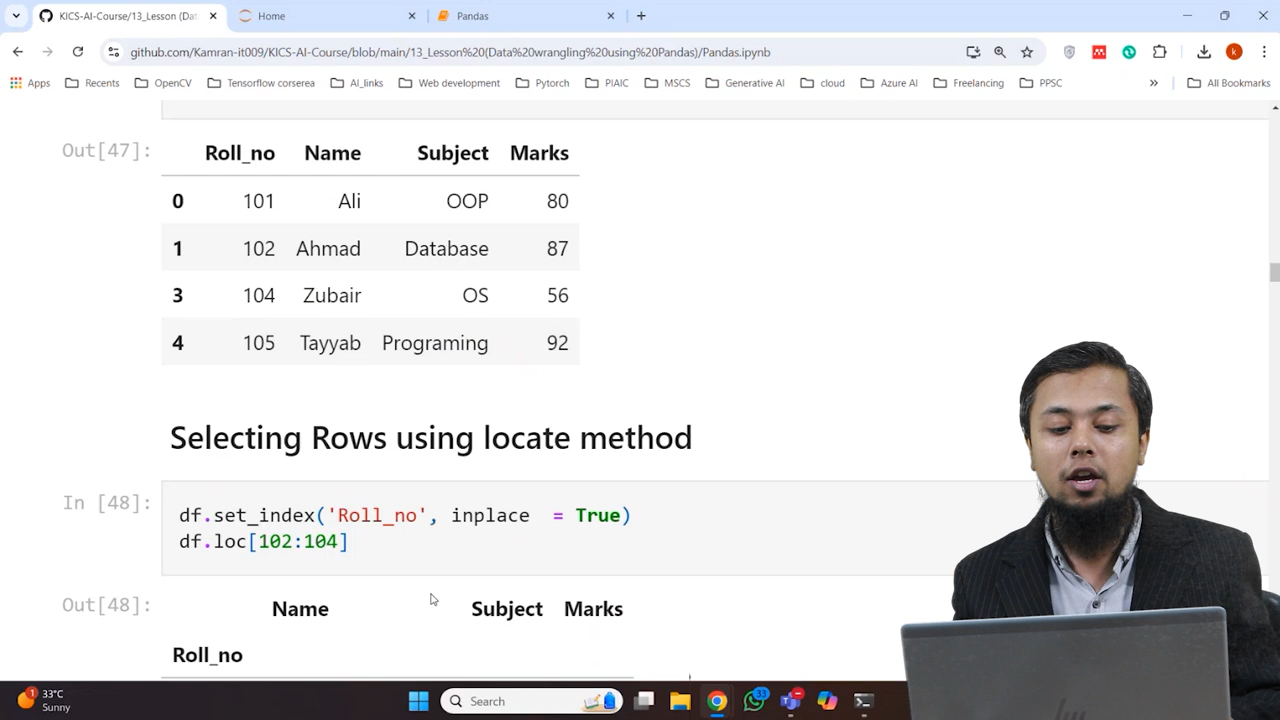 KICS-AI-Course/13_Lesson (Dat
Home
Pandas
github.com/Kamran-it009/KICS-AI-Course/blob/main/13_Lesson%20(Data%20wrangling%20using%20Pandas)/Pandas.ipynb
k
Apps
Recents
OpenCV
Tensorflow corserea
AI_links
Web development
Pytorch
PIAIC
MSCS
Generative AI
cloud
Azure AI
Freelancing
PPSC
All Bookmarks
Out[47]:
Roll_no Name Subject Marks
0 101 Ali OOP 80
1 102 Ahmad Database 87
3 104 Zubair OS 56
4 105 Tayyab Programing 92
Selecting Rows using locate method
In [48]:
df.set_index('Roll_no', inplace = True)
df.loc[102:104]
Out[48]:
Name Subject Marks
Roll_no
1
33°C
Sunny
Search
33
hp